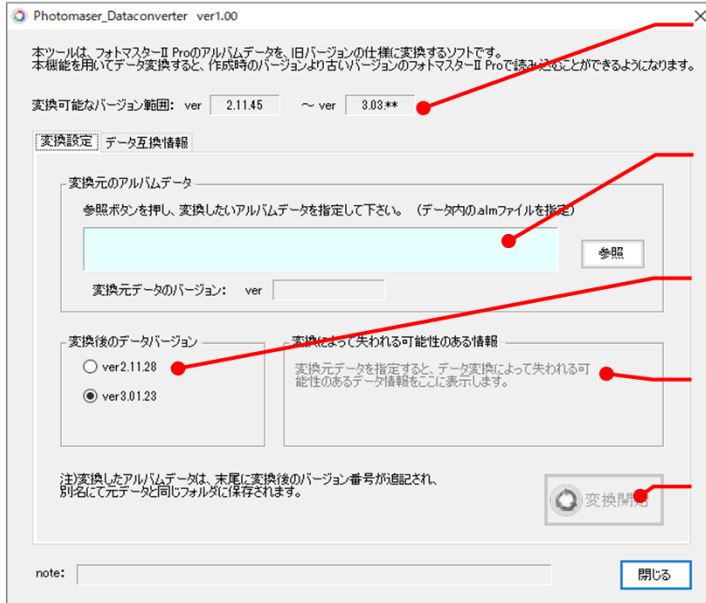 Photomaser_Dataconverter ver1.00
本ツールは、フォトマスターⅡ Proのアルバムデータを、旧バージョンの仕様に変換するソフトです。
本機能を用いてデータ変換すると、作成時のバージョンより古いバージョンのフォトマスターⅡ Proで読み込むことができるようになります。
変換可能なバージョン範囲: ver 2.11.45 ～ ver 3.03.**
変換設定 データ互換情報
変換元のアルバムデータ
参照ボタンを押し、変換したいアルバムデータを指定して下さい。 (データ内の.almファイルを指定)
参照
変換元データのバージョン: ver
変換後のデータバージョン
ver2.11.28
ver3.01.23
変換によって失われる可能性のある情報
変換元データを指定すると、データ変換によって失われる可
能性のあるデータ情報をここに表示します。
注)変換したアルバムデータは、末尾に変換後のバージョン番号が追記され、
別名にて元データと同じフォルダに保存されます。
変換開始
note:
閉じる